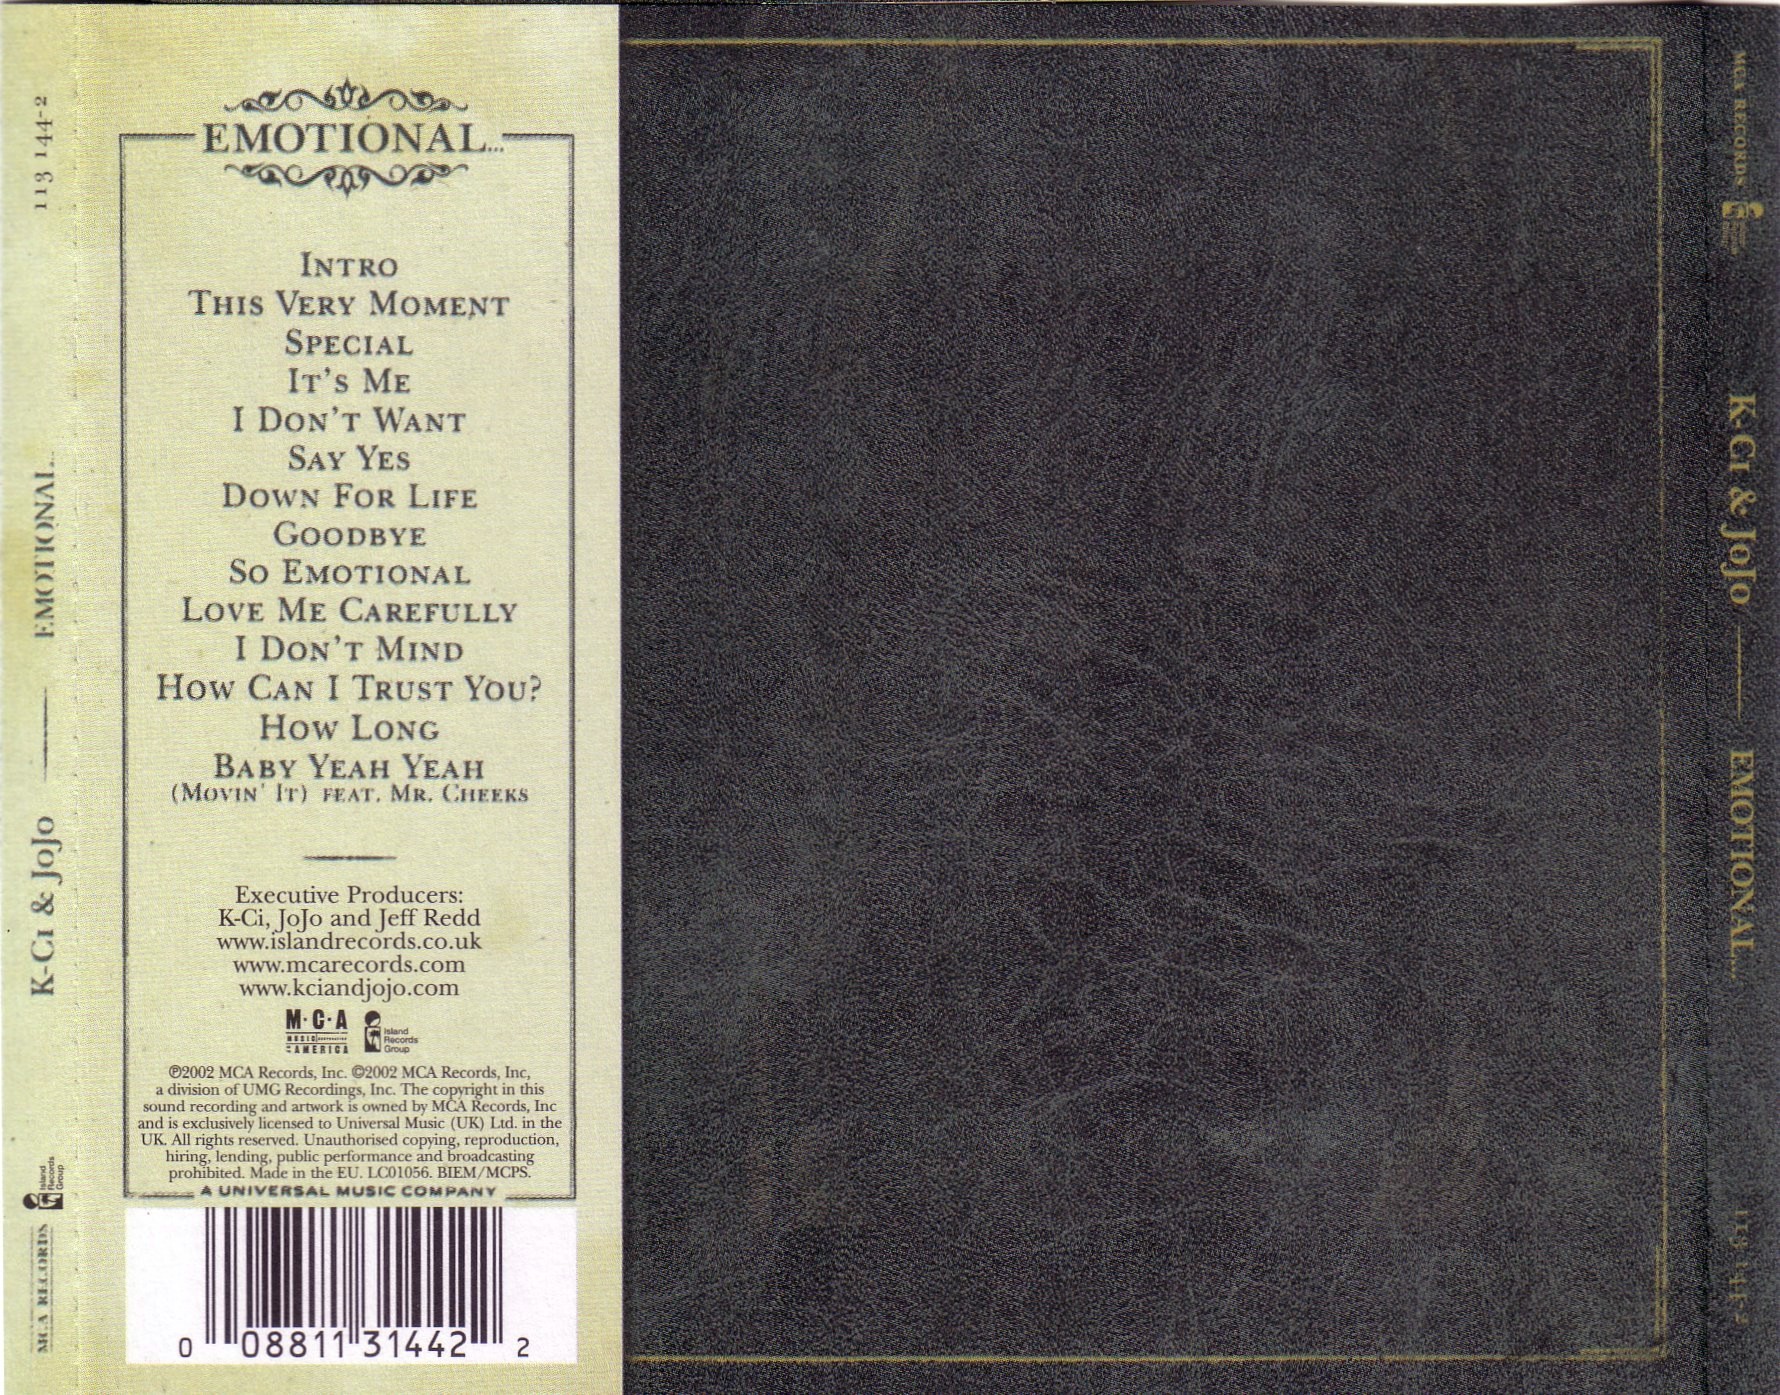 113 144-2
EMOTIONAL...
K-Ci & JoJo
Island
Records
Group
MCA RECORDS
EMOTIONAL...
INTRO
THIS VERY MOMENT
SPECIAL
IT'S ME
I DON'T WANT
SAY YES
DOWN FOR LIFE
GOODBYE
SO EMOTIONAL
LOVE ME CAREFULLY
I DON'T MIND
HOW CAN I TRUST YOU?
HOW LONG
BABY YEAH YEAH
(MOVIN' IT) FEAT. MR. CHEEKS
Executive Producers:
K-Ci, JoJo and Jeff Redd
www.islandrecords.co.uk
www.mcarecords.com
www.kciandjojo.com
M·C·A
MUSIC
AMERICA
Island
Records
Group
℗2002 MCA Records, Inc. ©2002 MCA Records, Inc,
a division of UMG Recordings, Inc. The copyright in this
sound recording and artwork is owned by MCA Records, Inc
and is exclusively licensed to Universal Music (UK) Ltd. in the
UK. All rights reserved. Unauthorised copying, reproduction,
hiring, lending, public performance and broadcasting
prohibited. Made in the EU. LC01056. BIEM/MCPS.
A UNIVERSAL MUSIC COMPANY
0 08811 31442 2
MCA RECORDS
K-Ci & JoJo
EMOTIONAL...
113 144-2